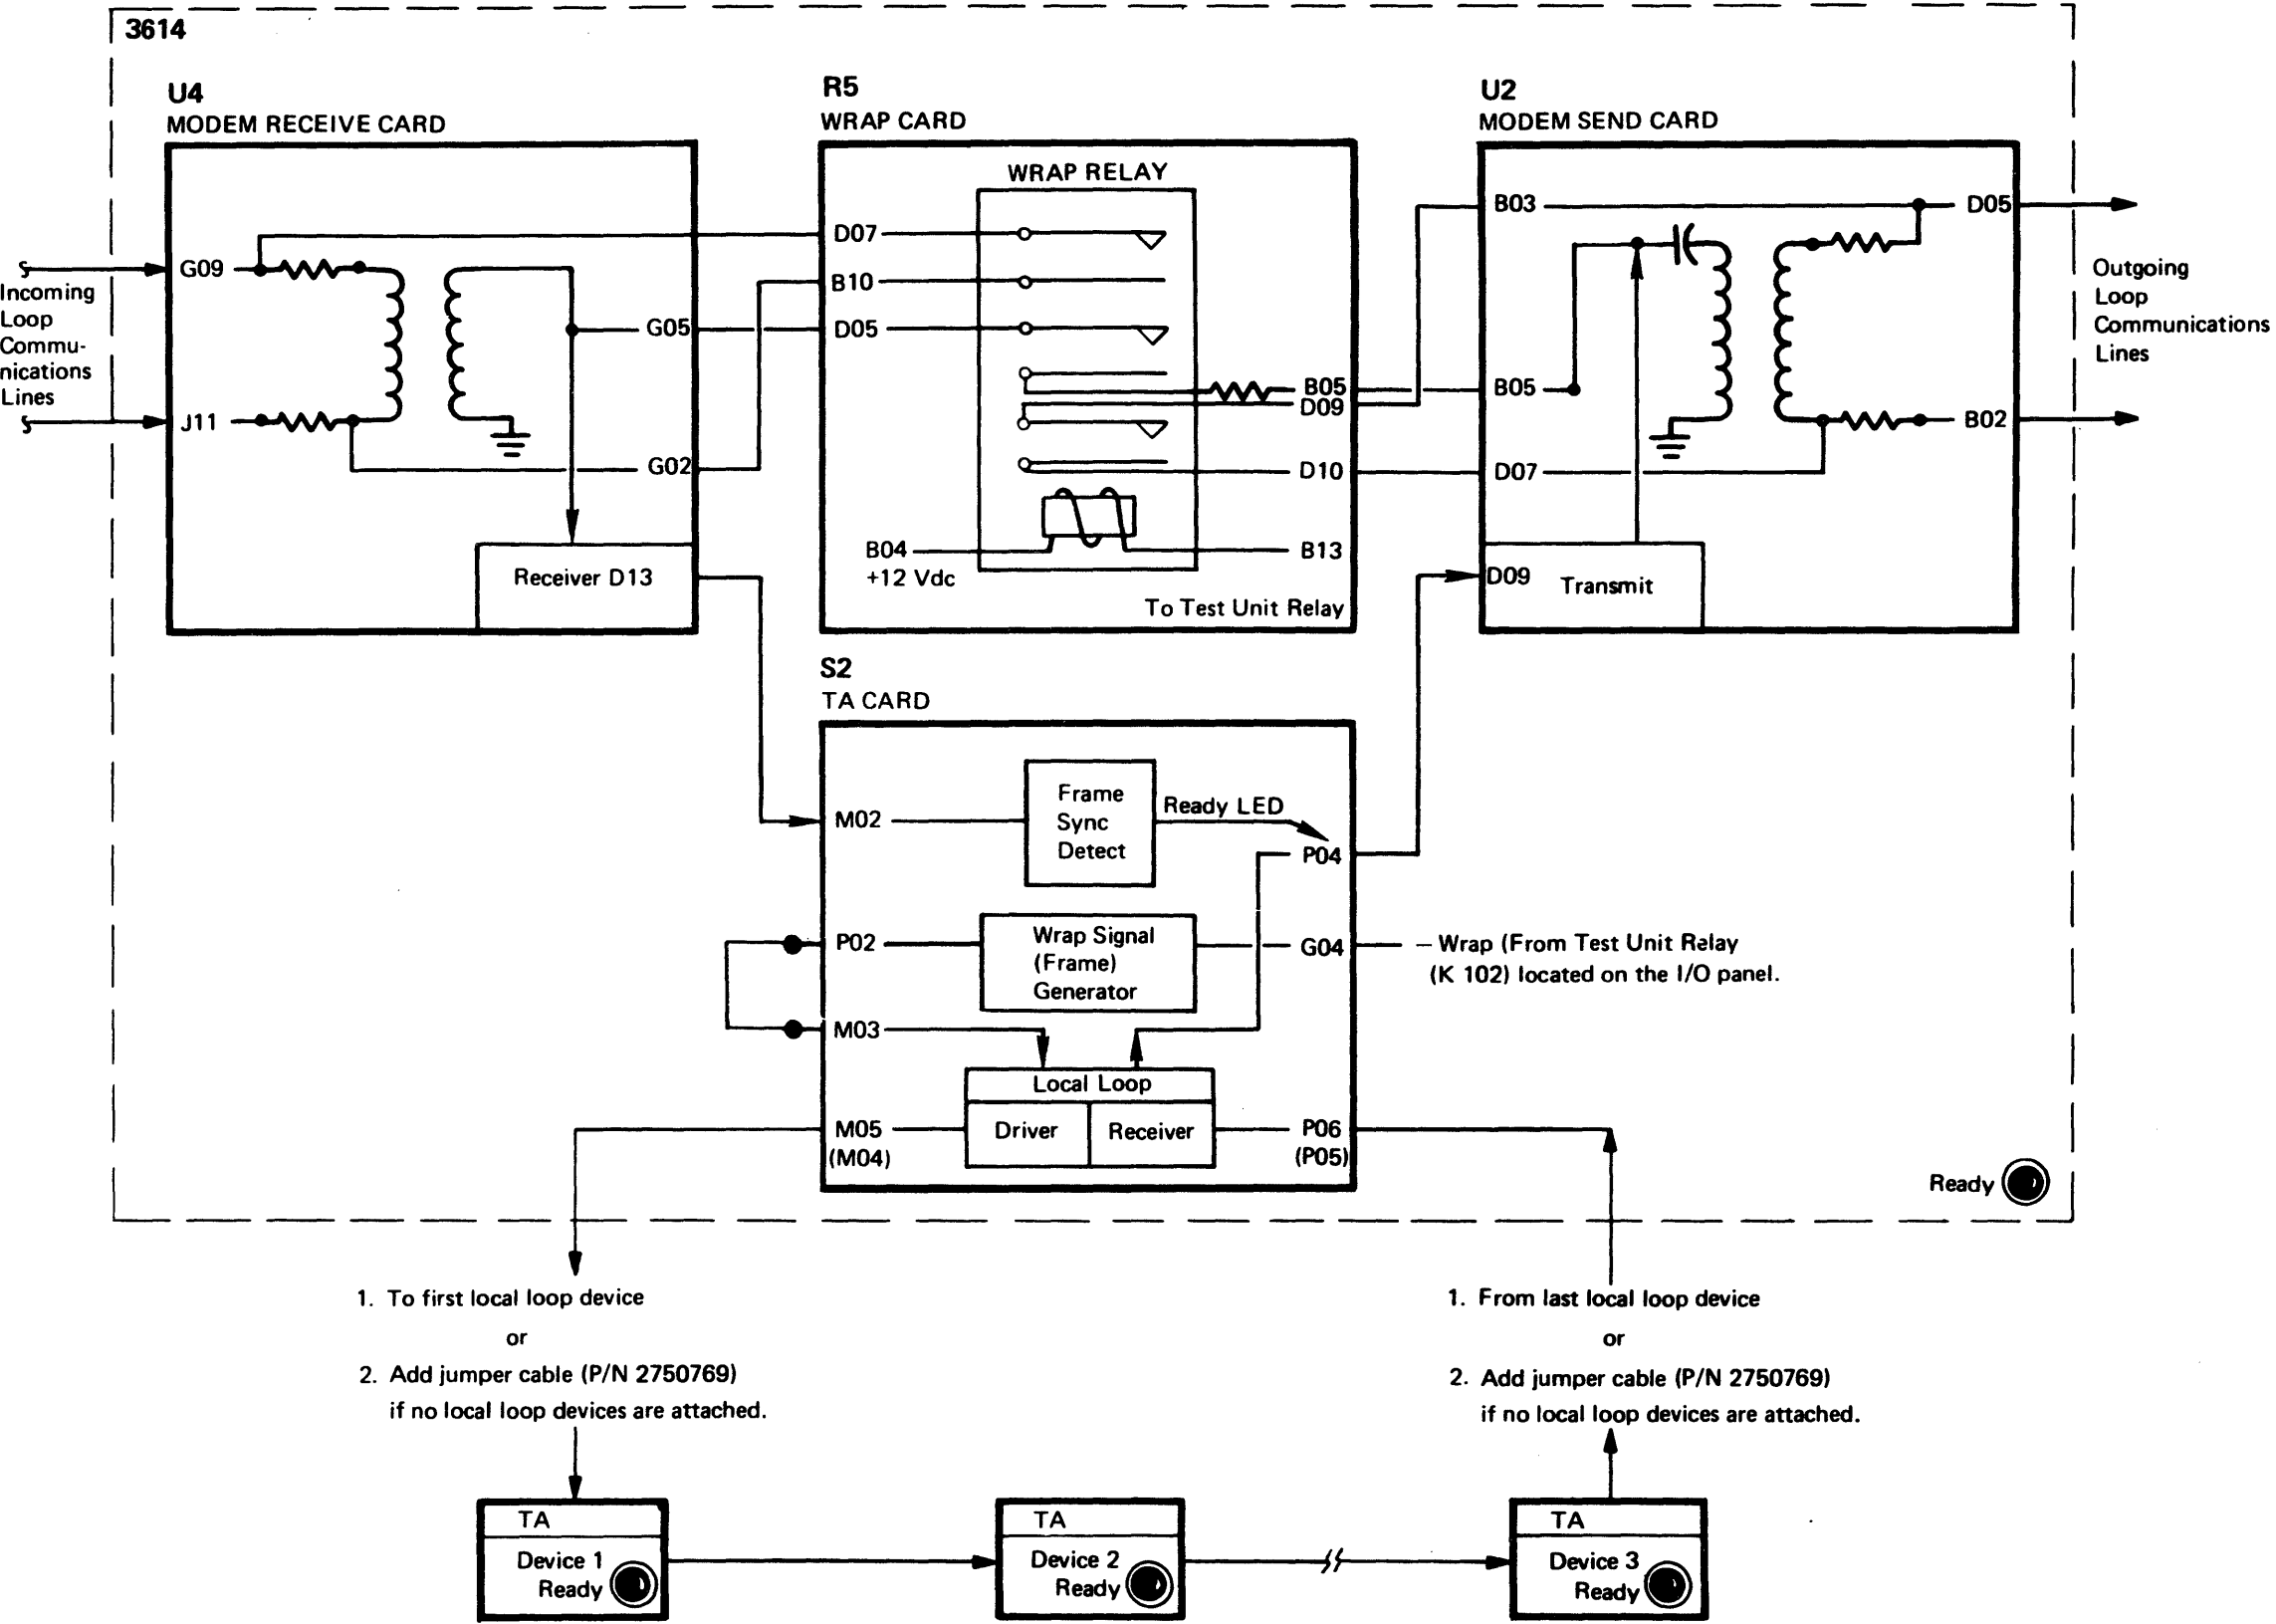 3614
U4
MODEM RECEIVE CARD
R5
WRAP CARD
U2
MODEM SEND CARD
WRAP RELAY
G09
J11
G05
G02
Receiver D13
Incoming
Loop
Commu-
nications
Lines
D07
B10
D05
B05
D09
D10
B04
+12 Vdc
B13
To Test Unit Relay
B03
D05
B05
B02
D07
D09
Transmit
Outgoing
Loop
Communications
Lines
S2
TA CARD
M02
Frame
Sync
Detect
Ready LED
P04
P02
Wrap Signal
(Frame)
Generator
G04
– Wrap (From Test Unit Relay
(K 102) located on the I/O panel.
M03
Local Loop
Driver
Receiver
M05
(M04)
P06
(P05)
Ready
1. To first local loop device
or
2. Add jumper cable (P/N 2750769)
if no local loop devices are attached.
1. From last local loop device
or
2. Add jumper cable (P/N 2750769)
if no local loop devices are attached.
TA
Device 1
Ready
TA
Device 2
Ready
TA
Device 3
Ready